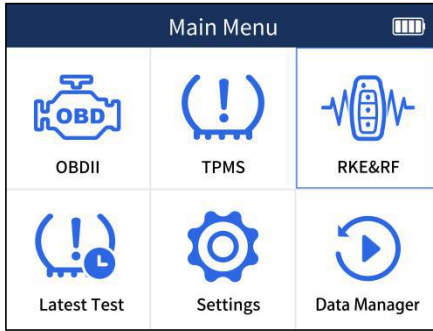 Main Menu
OBD
OBDII
TPMS
RKE&RF
Latest Test
Settings
Data Manager